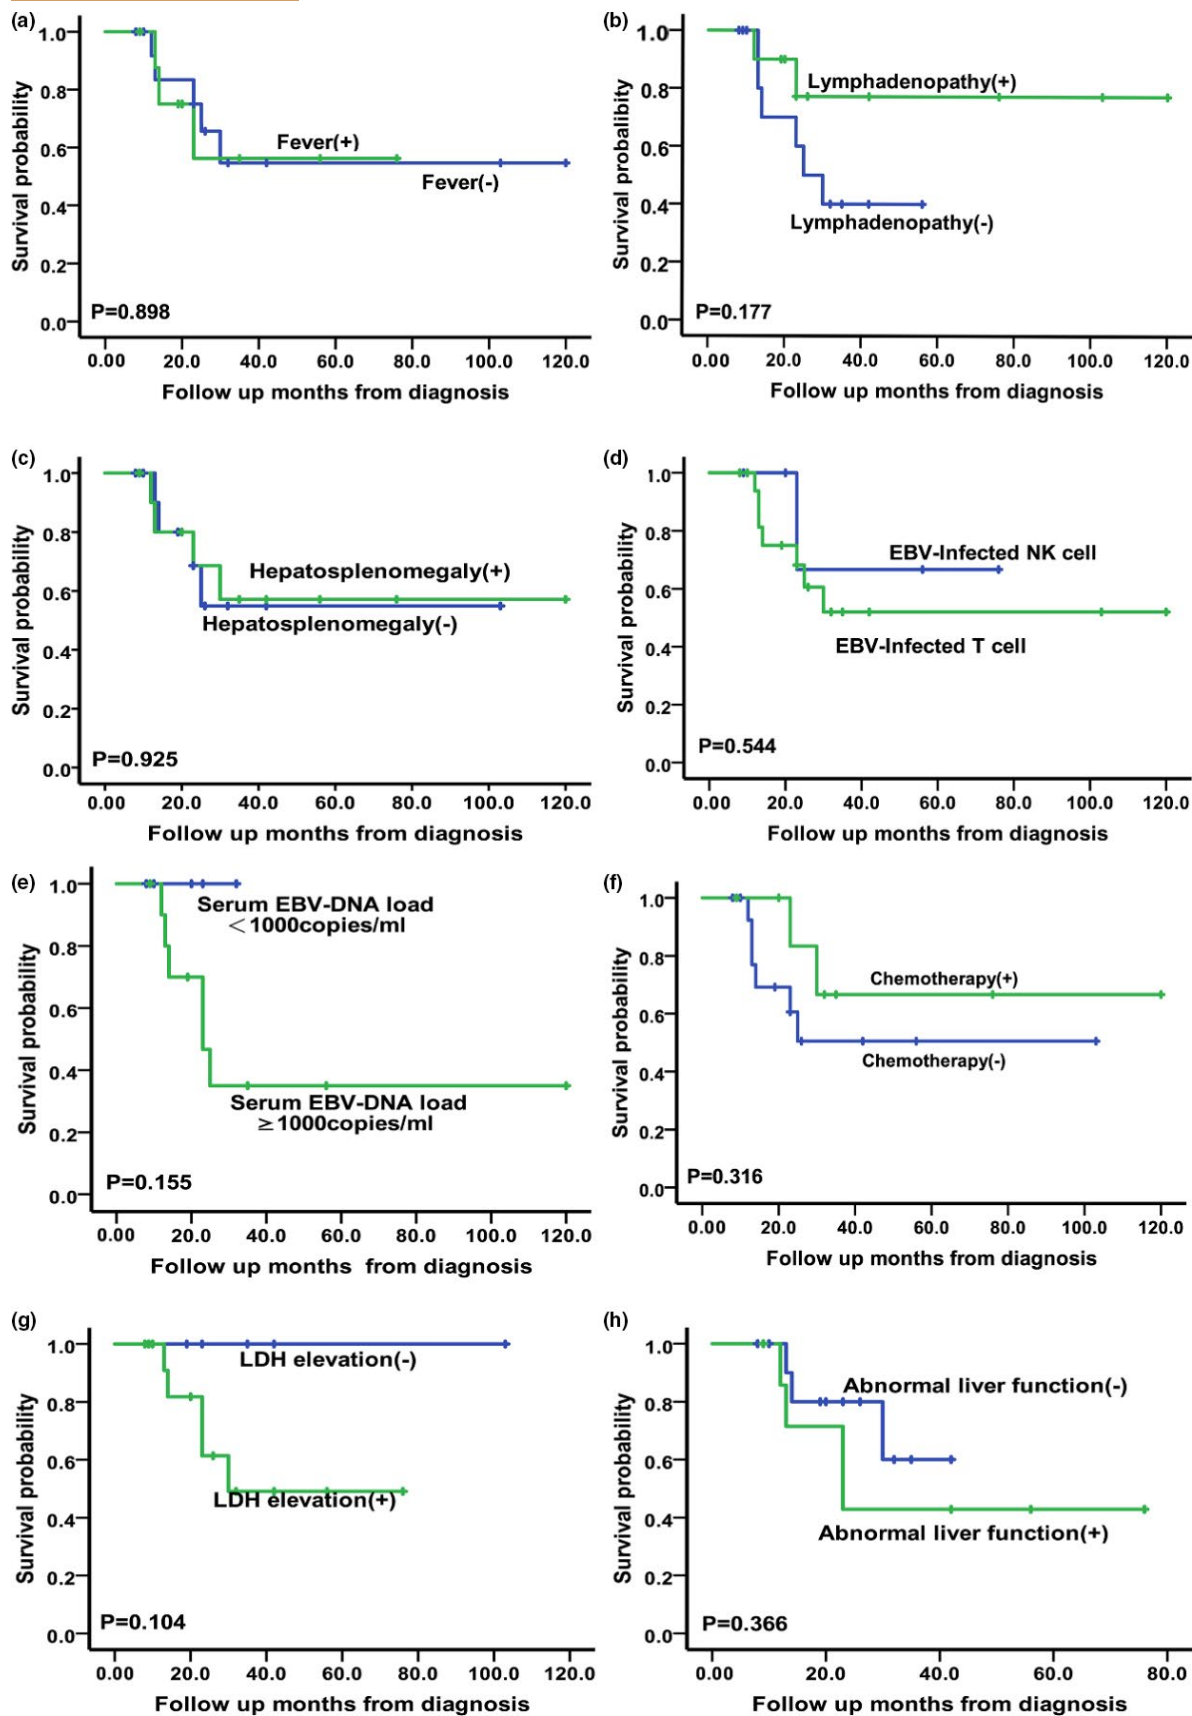 (a)
1.0
0.8
0.6
0.4
0.2
0.0
Survival probability
Fever(+)
Fever(-)
P=0.898
0.00 20.0 40.0 60.0 80.0 100.0 120.0
Follow up months from diagnosis
(b)
1.0
0.8
0.6
0.4
0.2
0.0
Survival probalibity
Lymphadenopathy(+)
Lymphadenopathy(-)
P=0.177
0.00 20.0 40.0 60.0 80.0 100.0 120.0
Follow up months from diagnosis
(c)
1.0
0.8
0.6
0.4
0.2
0.0
Survival probability
Hepatosplenomegaly(+)
Hepatosplenomegaly(-)
P=0.925
0.00 20.0 40.0 60.0 80.0 100.0 120.0
Follow up months from diagnosis
(d)
1.0
0.8
0.6
0.4
0.2
0.0
Survival probability
EBV-Infected NK cell
EBV-Infected T cell
P=0.544
0.00 20.0 40.0 60.0 80.0 100.0 120.0
Follow up months from diagnosis
(e)
1.0
0.8
0.6
0.4
0.2
0.0
Survival probability
Serum EBV-DNA load
＜1000copies/ml
Serum EBV-DNA load
≥1000copies/ml
P=0.155
0.00 20.0 40.0 60.0 80.0 100.0 120.0
Follow up months from diagnosis
(f)
1.0
0.8
0.6
0.4
0.2
0.0
Survival probability
Chemotherapy(+)
Chemotherapy(-)
P=0.316
0.00 20.0 40.0 60.0 80.0 100.0 120.0
Follow up months from diagnosis
(g)
1.0
0.8
0.6
0.4
0.2
0.0
Survival probability
LDH elevation(-)
LDH elevation(+)
P=0.104
0.00 20.0 40.0 60.0 80.0 100.0 120.0
Follow up months from diagnosis
(h)
1.0
0.8
0.6
0.4
0.2
0.0
Survival probability
Abnormal liver function(-)
Abnormal liver function(+)
P=0.366
0.00 20.0 40.0 60.0 80.0
Follow up months from diagnosis